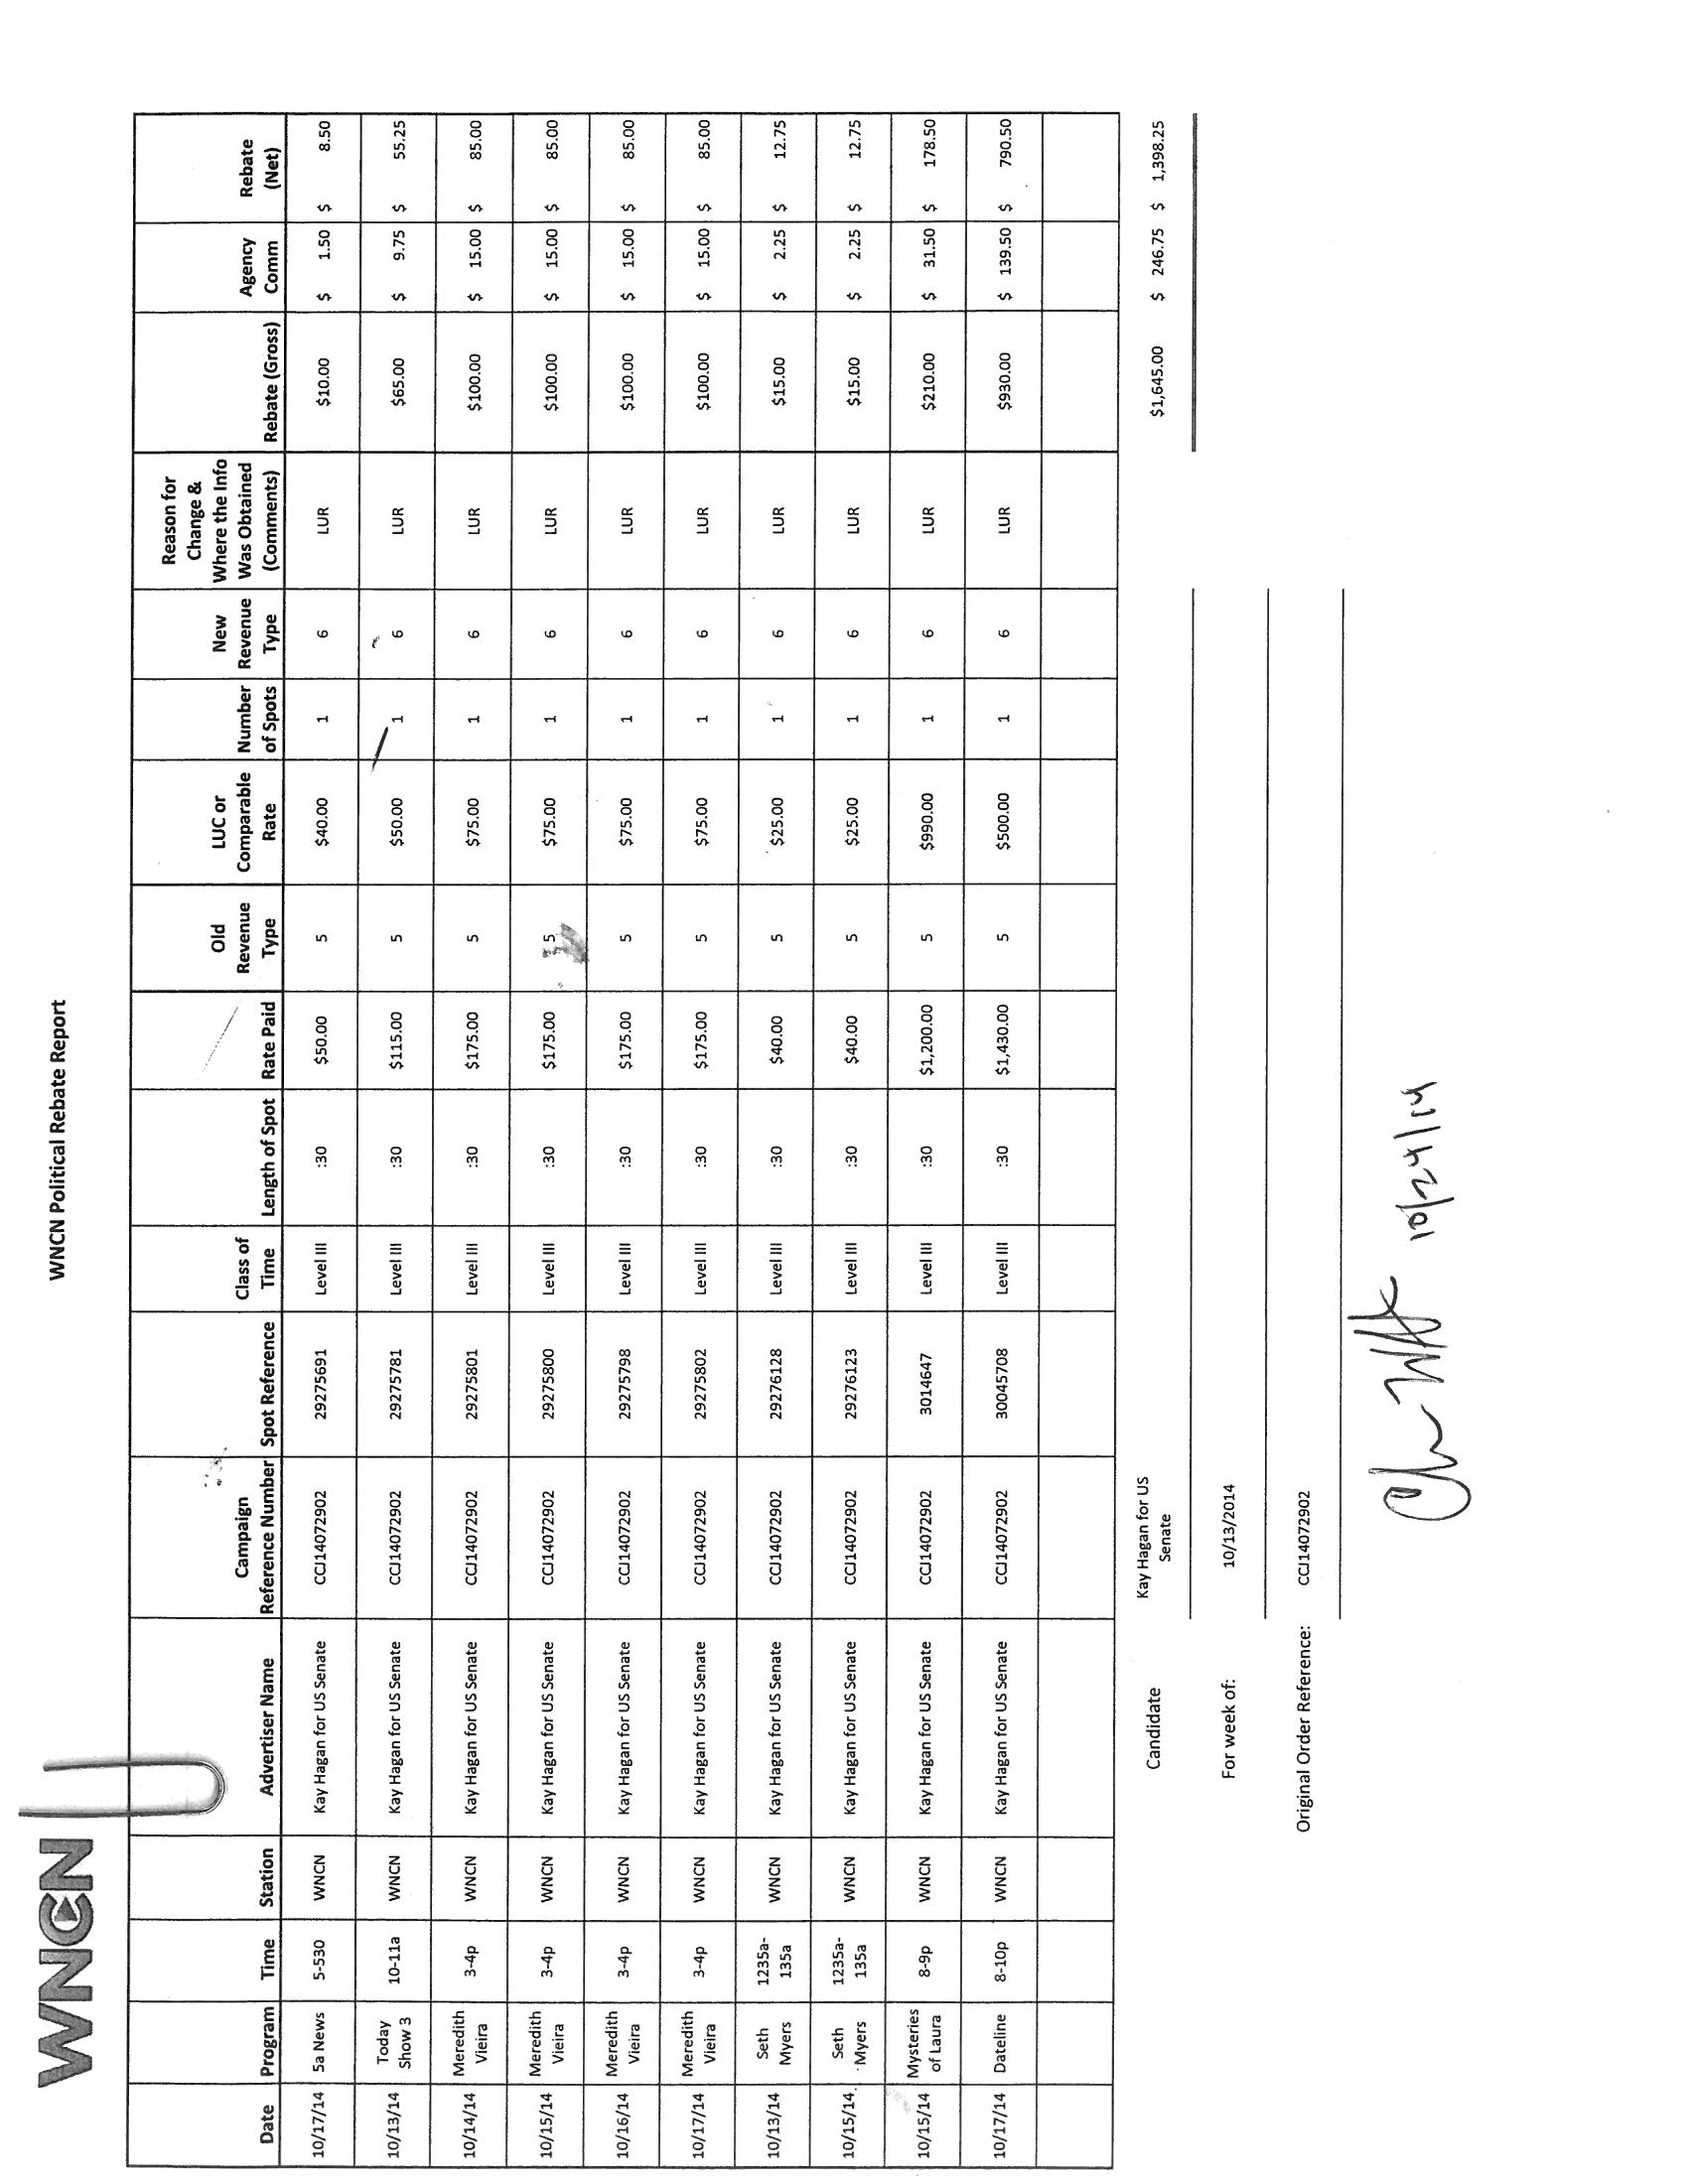 WNCN
WNCN Political Rebate Report
Date Program Time Station Advertiser Name Campaign Reference Number Spot Reference Class of Time Length of Spot Rate Paid Old Revenue Type LUC or Comparable Rate Number of Spots New Revenue Type Reason for Change & Where the Info Was Obtained (Comments) Rebate (Gross) Agency Comm Rebate (Net)
10/17/14 5a News 5-530 WNCN Kay Hagan for US Senate CCJ14072902 29275691 Level III :30 $50.00 5 $40.00 1 6 LUR $10.00 $ 1.50 $ 8.50
10/13/14 Today Show 3 10-11a WNCN Kay Hagan for US Senate CCJ14072902 29275781 Level III :30 $115.00 5 $50.00 1 6 LUR $65.00 $ 9.75 $ 55.25
10/14/14 Meredith Vieira 3-4p WNCN Kay Hagan for US Senate CCJ14072902 29275801 Level III :30 $175.00 5 $75.00 1 6 LUR $100.00 $ 15.00 $ 85.00
10/15/14 Meredith Vieira 3-4p WNCN Kay Hagan for US Senate CCJ14072902 29275800 Level III :30 $175.00 5 $75.00 1 6 LUR $100.00 $ 15.00 $ 85.00
10/16/14 Meredith Vieira 3-4p WNCN Kay Hagan for US Senate CCJ14072902 29275798 Level III :30 $175.00 5 $75.00 1 6 LUR $100.00 $ 15.00 $ 85.00
10/17/14 Meredith Vieira 3-4p WNCN Kay Hagan for US Senate CCJ14072902 29275802 Level III :30 $175.00 5 $75.00 1 6 LUR $100.00 $ 15.00 $ 85.00
10/13/14 Seth Myers 1235a-135a WNCN Kay Hagan for US Senate CCJ14072902 29276128 Level III :30 $40.00 5 $25.00 1 6 LUR $15.00 $ 2.25 $ 12.75
10/15/14 Seth Myers 1235a-135a WNCN Kay Hagan for US Senate CCJ14072902 29276123 Level III :30 $40.00 5 $25.00 1 6 LUR $15.00 $ 2.25 $ 12.75
10/15/14 Mysteries of Laura 8-9p WNCN Kay Hagan for US Senate CCJ14072902 3014647 Level III :30 $1,200.00 5 $990.00 1 6 LUR $210.00 $ 31.50 $ 178.50
10/17/14 Dateline 8-10p WNCN Kay Hagan for US Senate CCJ14072902 30045708 Level III :30 $1,430.00 5 $500.00 1 6 LUR $930.00 $ 139.50 $ 790.50
Candidate Kay Hagan for US Senate $1,645.00 $ 246.75 $ 1,398.25
For week of: 10/13/2014
Original Order Reference: CCJ14072902
10/24/14